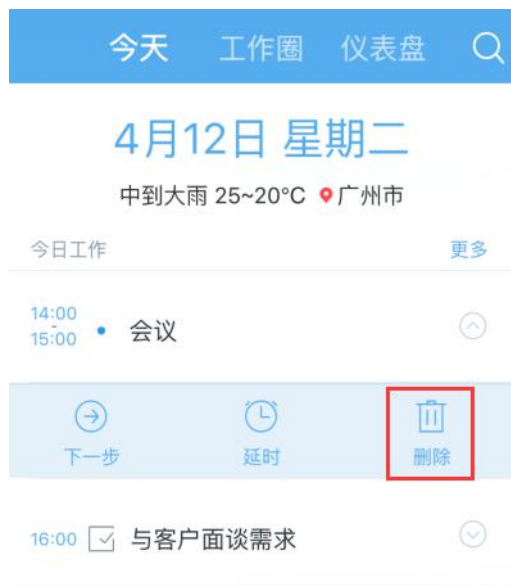 今天 工作圈 仪表盘
4月12日 星期二
中到大雨 25~20°C 广州市
今日工作 更多
14:00
-
15:00 会议
下一步 延时 删除
16:00 与客户面谈需求